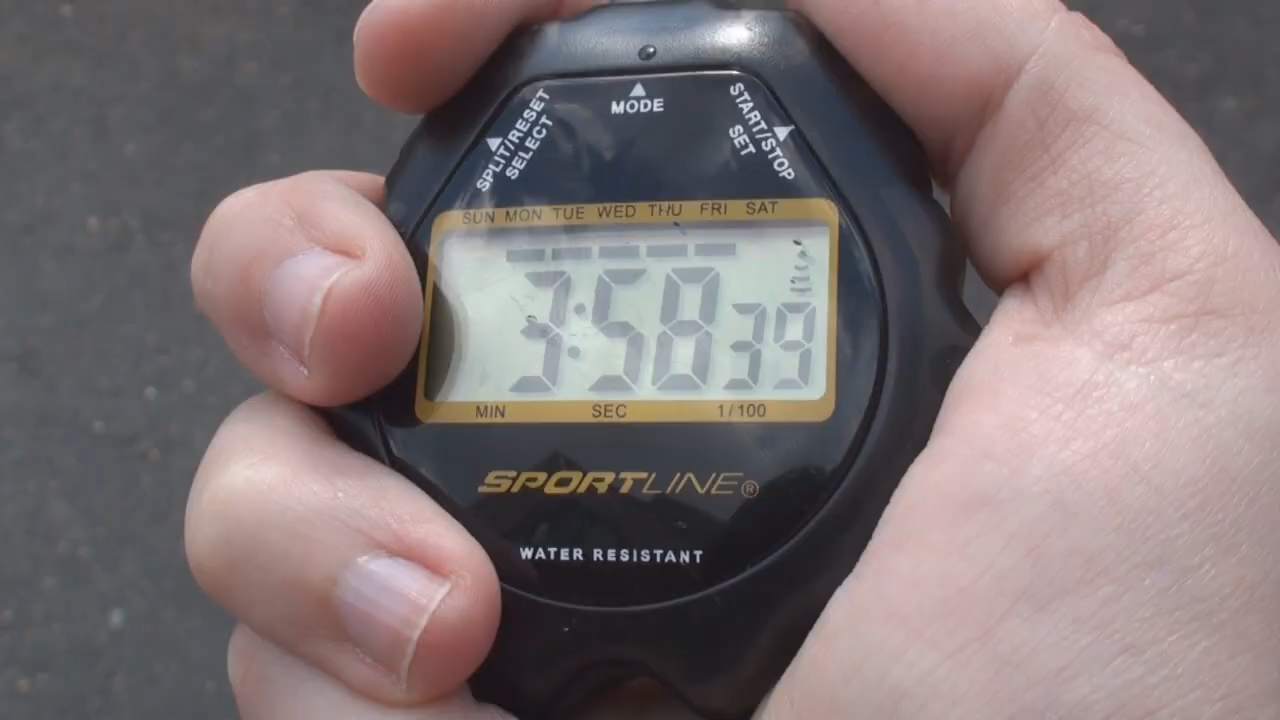 MODE
SPLIT/RESET
SELECT
START/STOP
SET
SUN MON TUE WED THU FRI SAT
3:58 39
MIN SEC 1/100
SPORTLINE®
WATER RESISTANT